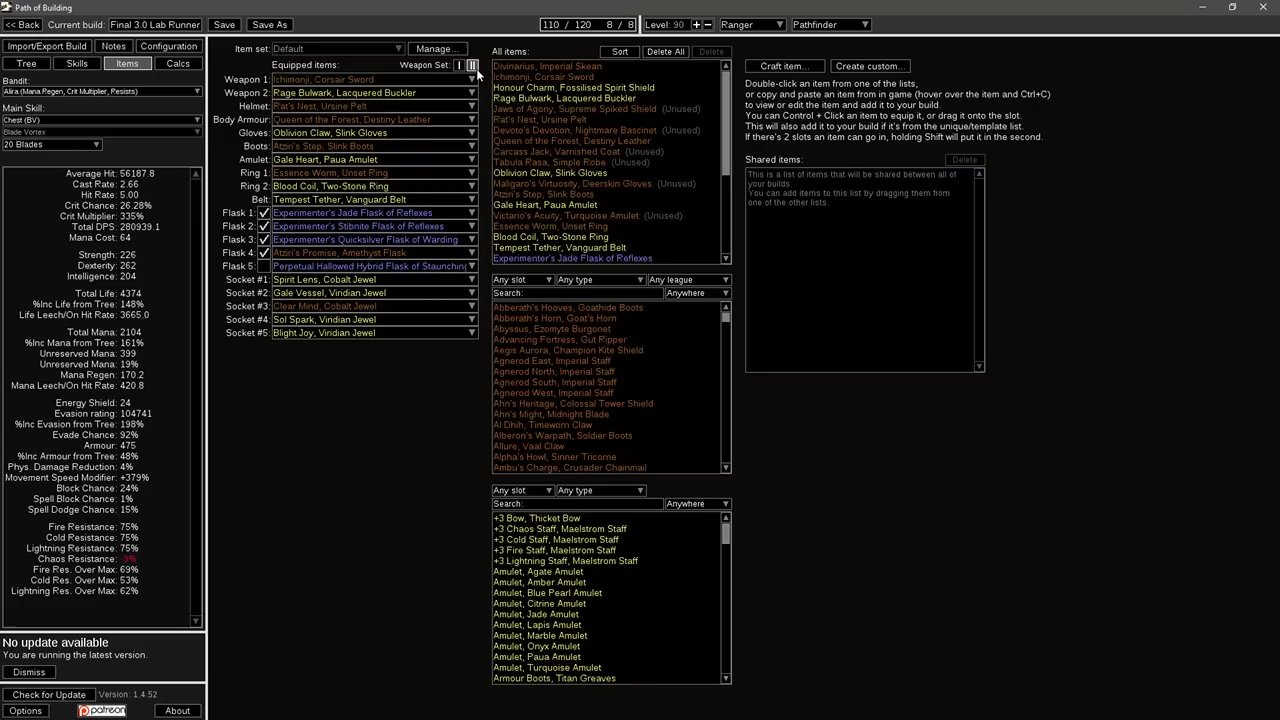 Path of Building
<< Back Current build: Final 3.0 Lab Runner Save Save As 110 / 120 8 / 8 Level: 90 Ranger Pathfinder
Import/Export Build Notes Configuration
Tree Skills Items Calcs
Bandit:
Alira (Mana Regen, Crit Multiplier, Resists)
Main Skill:
Chest (BV)
Blade Vortex
20 Blades
Average Hit: 56187.8
Cast Rate: 2.66
Hit Rate: 5.00
Crit Chance: 26.28%
Crit Multiplier: 335%
Total DPS: 280939.1
Mana Cost: 64
Strength: 226
Dexterity: 262
Intelligence: 204
Total Life: 4374
%Inc Life from Tree: 148%
Life Leech/On Hit Rate: 3665.0
Total Mana: 2104
%Inc Mana from Tree: 161%
Unreserved Mana: 399
Unreserved Mana: 19%
Mana Regen: 170.2
Mana Leech/On Hit Rate: 420.8
Energy Shield: 24
Evasion rating: 104741
%Inc Evasion from Tree: 198%
Evade Chance: 92%
Armour: 475
%Inc Armour from Tree: 48%
Phys. Damage Reduction: 4%
Movement Speed Modifier: +379%
Block Chance: 24%
Spell Block Chance: 1%
Spell Dodge Chance: 15%
Fire Resistance: 75%
Cold Resistance: 75%
Lightning Resistance: 75%
Chaos Resistance: -9%
Fire Res. Over Max: 69%
Cold Res. Over Max: 53%
Lightning Res. Over Max: 62%
No update available
You are running the latest version.
Dismiss
Check for Update Version: 1.4.52
Options patreon About
Item set: Default Manage...
Equipped items: Weapon Set: I II
Weapon 1: Ichimonji, Corsair Sword
Weapon 2: Rage Bulwark, Lacquered Buckler
Helmet: Rat's Nest, Ursine Pelt
Body Armour: Queen of the Forest, Destiny Leather
Gloves: Oblivion Claw, Slink Gloves
Boots: Atziri's Step, Slink Boots
Amulet: Gale Heart, Paua Amulet
Ring 1: Essence Worm, Unset Ring
Ring 2: Blood Coil, Two-Stone Ring
Belt: Tempest Tether, Vanguard Belt
Flask 1: Experimenter's Jade Flask of Reflexes
Flask 2: Experimenter's Stibnite Flask of Reflexes
Flask 3: Experimenter's Quicksilver Flask of Warding
Flask 4: Atziri's Promise, Amethyst Flask
Flask 5: Perpetual Hallowed Hybrid Flask of Staunching
Socket #1: Spirit Lens, Cobalt Jewel
Socket #2: Gale Vessel, Viridian Jewel
Socket #3: Clear Mind, Cobalt Jewel
Socket #4: Sol Spark, Viridian Jewel
Socket #5: Blight Joy, Viridian Jewel
All items: Sort Delete All Delete
Divinarius, Imperial Skean
Ichimonji, Corsair Sword
Honour Charm, Fossilised Spirit Shield
Rage Bulwark, Lacquered Buckler
Jaws of Agony, Supreme Spiked Shield (Unused)
Rat's Nest, Ursine Pelt
Devoto's Devotion, Nightmare Bascinet (Unused)
Queen of the Forest, Destiny Leather
Carcass Jack, Varnished Coat (Unused)
Tabula Rasa, Simple Robe (Unused)
Oblivion Claw, Slink Gloves
Maligaro's Virtuosity, Deerskin Gloves (Unused)
Atziri's Step, Slink Boots
Gale Heart, Paua Amulet
Victario's Acuity, Turquoise Amulet (Unused)
Essence Worm, Unset Ring
Blood Coil, Two-Stone Ring
Tempest Tether, Vanguard Belt
Experimenter's Jade Flask of Reflexes
Any slot Any type Any league
Search: Anywhere
Abberath's Hooves, Goathide Boots
Abberath's Horn, Goat's Horn
Abyssus, Ezomyte Burgonet
Advancing Fortress, Gut Ripper
Aegis Aurora, Champion Kite Shield
Agnerod East, Imperial Staff
Agnerod North, Imperial Staff
Agnerod South, Imperial Staff
Agnerod West, Imperial Staff
Ahn's Heritage, Colossal Tower Shield
Ahn's Might, Midnight Blade
Al Dhih, Timeworn Claw
Alberon's Warpath, Soldier Boots
Allure, Vaal Claw
Alpha's Howl, Sinner Tricorne
Ambu's Charge, Crusader Chainmail
Any slot Any type
Search: Anywhere
+3 Bow, Thicket Bow
+3 Chaos Staff, Maelstrom Staff
+3 Cold Staff, Maelstrom Staff
+3 Fire Staff, Maelstrom Staff
+3 Lightning Staff, Maelstrom Staff
Amulet, Agate Amulet
Amulet, Amber Amulet
Amulet, Blue Pearl Amulet
Amulet, Citrine Amulet
Amulet, Jade Amulet
Amulet, Lapis Amulet
Amulet, Marble Amulet
Amulet, Onyx Amulet
Amulet, Paua Amulet
Amulet, Turquoise Amulet
Armour Boots, Titan Greaves
Craft item... Create custom...
Double-click an item from one of the lists,
or copy and paste an item from in game (hover over the item and Ctrl+C)
to view or edit the item and add it to your build.
You can Control + Click an item to equip it, or drag it onto the slot.
This will also add it to your build if it's from the unique/template list.
If there's 2 slots an item can go in, holding Shift will put it in the second.
Shared items: Delete
This is a list of items that will be shared between all of
your builds.
You can add items to this list by dragging them from
one of the other lists.